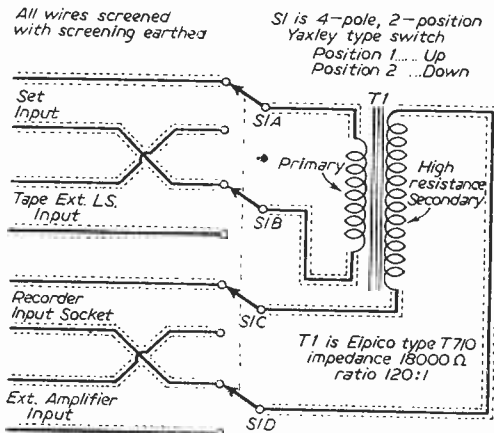 All wires screened
with screening earthed
S1 is 4-pole, 2-position
Yaxley type switch
Position 1..... Up
Position 2 ...Down
T1
Set
Input
S1A
Primary
High
resistance
Secondary
Tape Ext. LS.
Input
S1B
Recorder
Input Socket
S1C
T1 is Elpico type T710
impedance 18000 Ω
ratio 120:1
Ext. Amplifier
Input
S1D